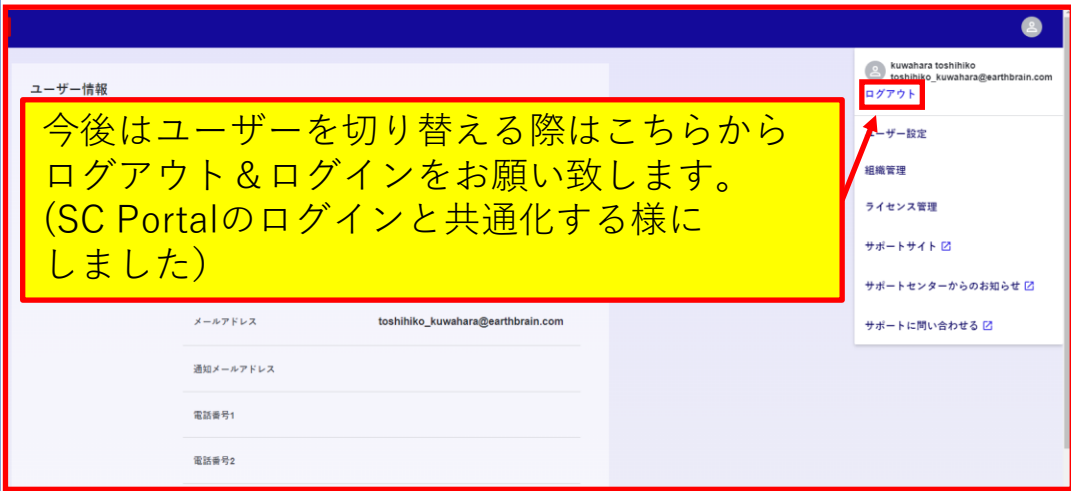 kuwahara toshihiko
toshihiko_kuwahara@earthbrain.com
ログアウト
ユーザー情報
今後はユーザーを切り替える際はこちらから
ログアウト＆ログインをお願い致します。
(SC Portalのログインと共通化する様に
しました)
ユーザー設定
組織管理
ライセンス管理
サポートサイト
サポートセンターからのお知らせ
サポートに問い合わせる
メールアドレス toshihiko_kuwahara@earthbrain.com
通知メールアドレス
電話番号1
電話番号2